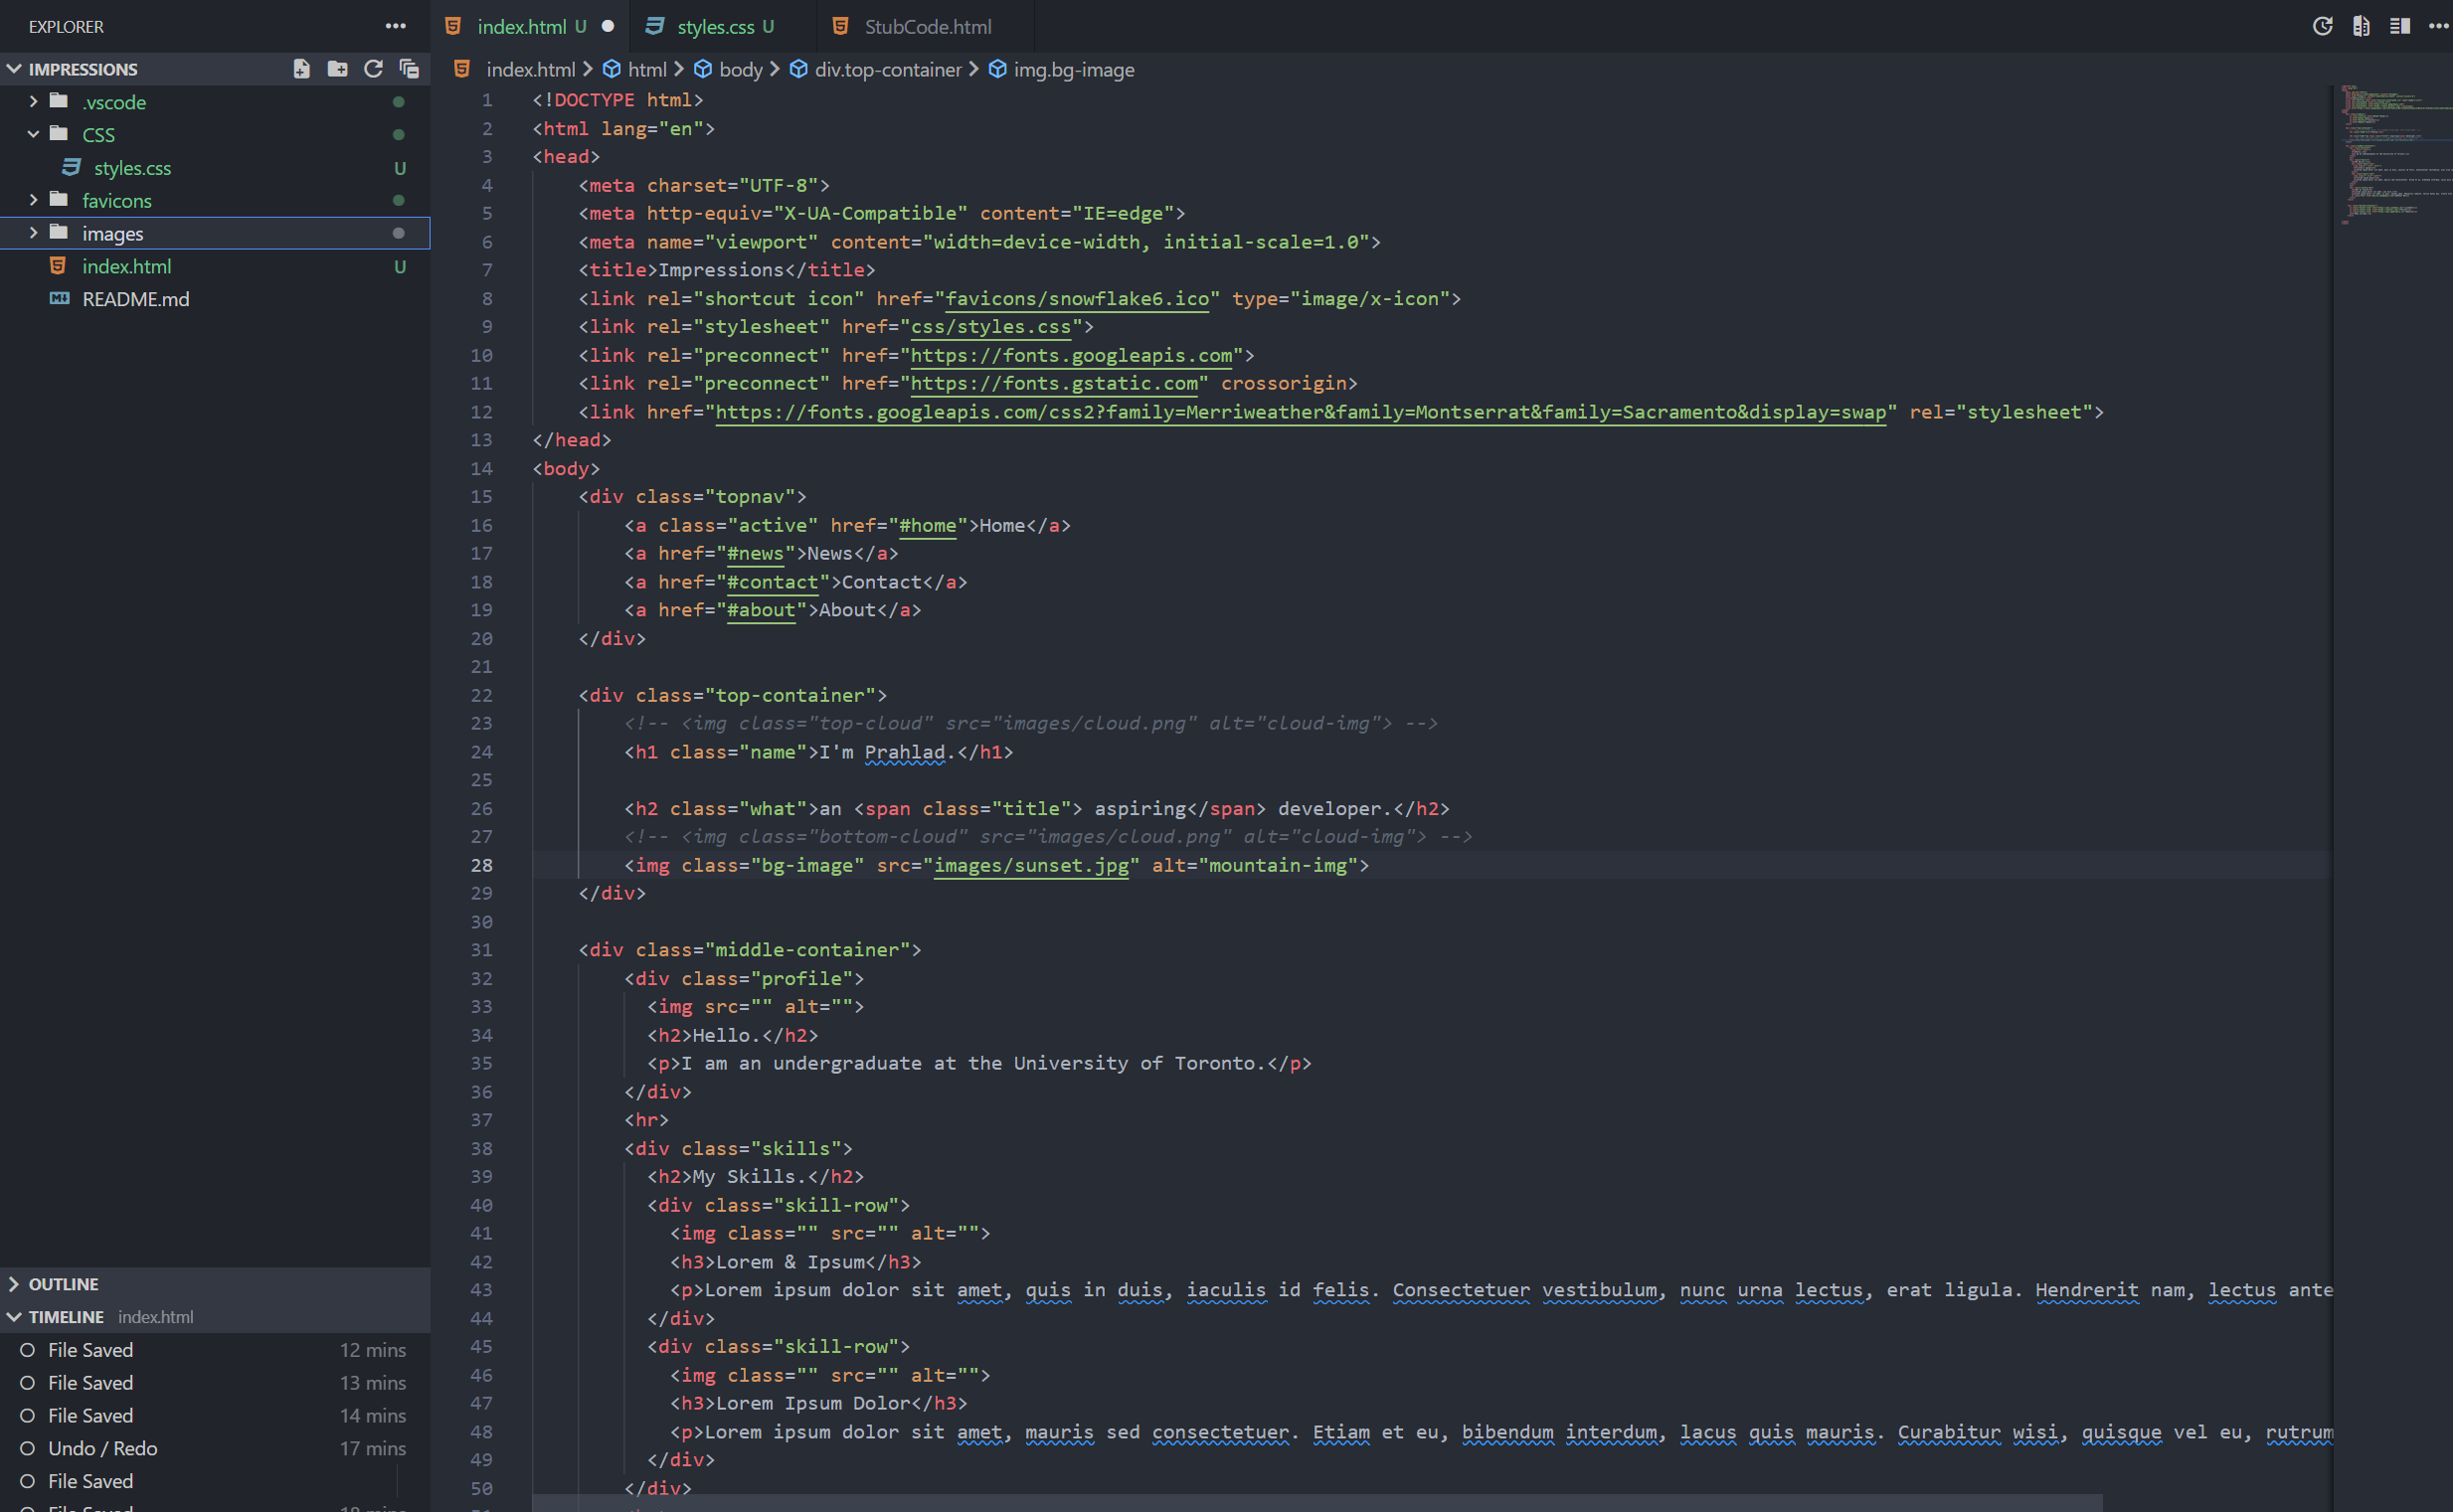 EXPLORER
index.html U
styles.css U
StubCode.html
IMPRESSIONS
index.html > html > body > div.top-container > img.bg-image
.vscode
CSS
styles.css U
favicons
images
index.html U
README.md
1 <!DOCTYPE html>
2 <html lang="en">
3 <head>
4 <meta charset="UTF-8">
5 <meta http-equiv="X-UA-Compatible" content="IE=edge">
6 <meta name="viewport" content="width=device-width, initial-scale=1.0">
7 <title>Impressions</title>
8 <link rel="shortcut icon" href="favicons/snowflake6.ico" type="image/x-icon">
9 <link rel="stylesheet" href="css/styles.css">
10 <link rel="preconnect" href="https://fonts.googleapis.com">
11 <link rel="preconnect" href="https://fonts.gstatic.com" crossorigin>
12 <link href="https://fonts.googleapis.com/css2?family=Merriweather&family=Montserrat&family=Sacramento&display=swap" rel="stylesheet">
13 </head>
14 <body>
15 <div class="topnav">
16 <a class="active" href="#home">Home</a>
17 <a href="#news">News</a>
18 <a href="#contact">Contact</a>
19 <a href="#about">About</a>
20 </div>
21
22 <div class="top-container">
23 <!-- <img class="top-cloud" src="images/cloud.png" alt="cloud-img"> -->
24 <h1 class="name">I'm Prahlad.</h1>
25
26 <h2 class="what">an <span class="title"> aspiring</span> developer.</h2>
27 <!-- <img class="bottom-cloud" src="images/cloud.png" alt="cloud-img"> -->
28 <img class="bg-image" src="images/sunset.jpg" alt="mountain-img">
29 </div>
30
31 <div class="middle-container">
32 <div class="profile">
33 <img src="" alt="">
34 <h2>Hello.</h2>
35 <p>I am an undergraduate at the University of Toronto.</p>
36 </div>
37 <hr>
38 <div class="skills">
39 <h2>My Skills.</h2>
40 <div class="skill-row">
41 <img class="" src="" alt="">
42 <h3>Lorem & Ipsum</h3>
43 <p>Lorem ipsum dolor sit amet, quis in duis, iaculis id felis. Consectetuer vestibulum, nunc urna lectus, erat ligula. Hendrerit nam, lectus ante
44 </div>
45 <div class="skill-row">
46 <img class="" src="" alt="">
47 <h3>Lorem Ipsum Dolor</h3>
48 <p>Lorem ipsum dolor sit amet, mauris sed consectetuer. Etiam et eu, bibendum interdum, lacus quis mauris. Curabitur wisi, quisque vel eu, rutrum
49 </div>
50 </div>
OUTLINE
TIMELINE index.html
File Saved 12 mins
File Saved 13 mins
File Saved 14 mins
Undo / Redo 17 mins
File Saved